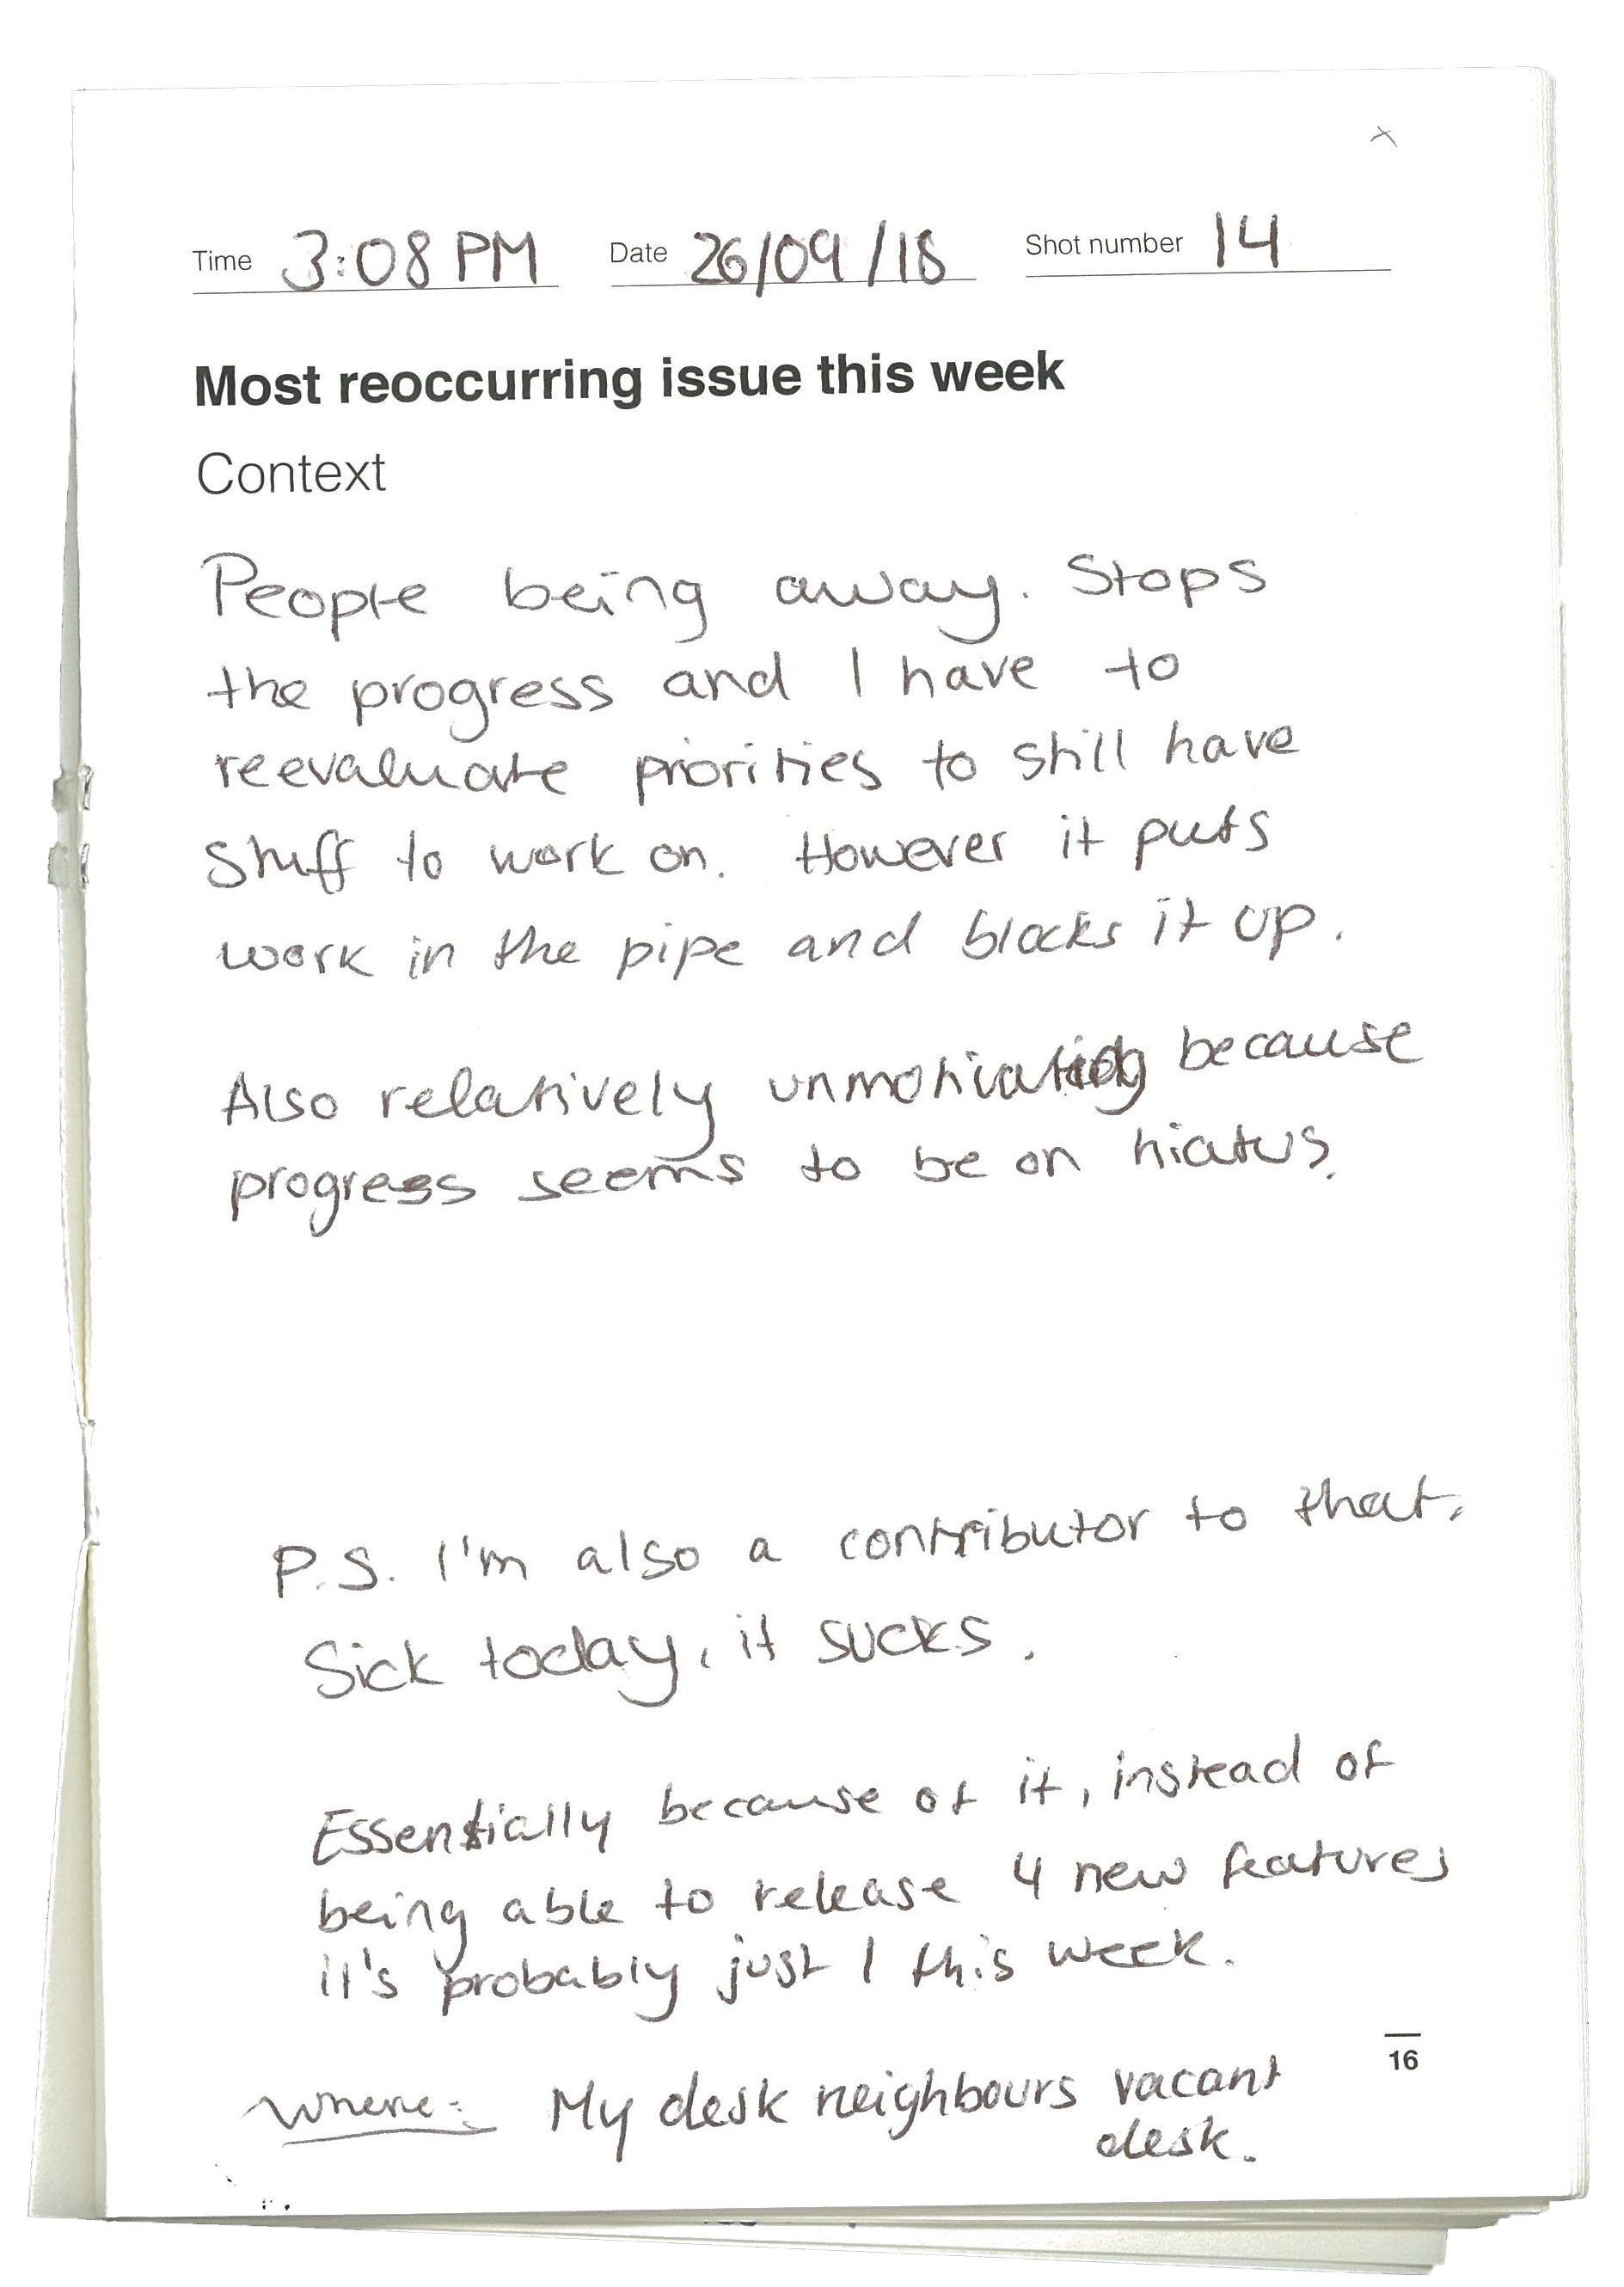 x
Time 3:08 PM Date 26/09/18 Shot number 14
Most reoccurring issue this week
Context
People being away. Stops
the progress and I have to
reevaluate priorities to still have
stuff to work on. However it puts
work in the pipe and blocks it up.
Also relatively unmotivating because
progress seems to be on hiatus.
P.S. I'm also a contributor to that.
Sick today, it sucks.
Essentially because of it, instead of
being able to release 4 new features
it's probably just 1 this week.
16
Where: My desk neighbours vacant
desk.